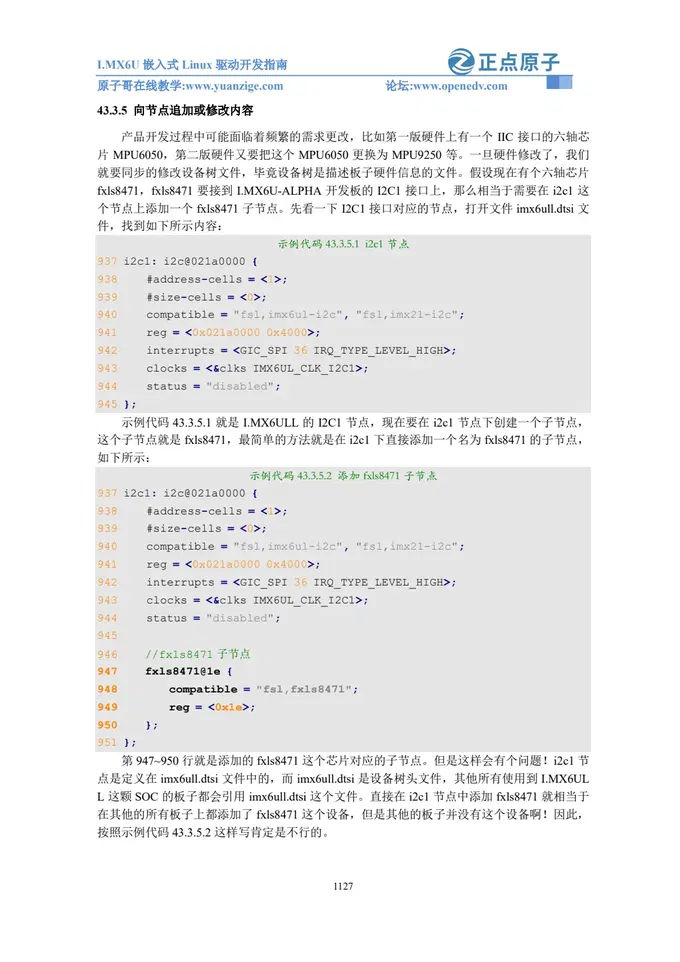 I.MX6U 嵌入式 Linux 驱动开发指南
正点原子
原子哥在线教学:www.yuanzige.com
论坛:www.openedv.com
43.3.5 向节点追加或修改内容
产品开发过程中可能面临着频繁的需求更改，比如第一版硬件上有一个 IIC 接口的六轴芯
片 MPU6050，第二版硬件又要把这个 MPU6050 更换为 MPU9250 等。一旦硬件修改了，我们
就要同步的修改设备树文件，毕竟设备树是描述板子硬件信息的文件。假设现在有个六轴芯片
fxls8471，fxls8471 要接到 I.MX6U-ALPHA 开发板的 I2C1 接口上，那么相当于需要在 i2c1 这
个节点上添加一个 fxls8471 子节点。先看一下 I2C1 接口对应的节点，打开文件 imx6ull.dtsi 文
件，找到如下所示内容：
示例代码 43.3.5.1 i2c1 节点
937 i2c1: i2c@021a0000 {
938 #address-cells = <1>;
939 #size-cells = <0>;
940 compatible = "fsl,imx6ul-i2c", "fsl,imx21-i2c";
941 reg = <0x021a0000 0x4000>;
942 interrupts = <GIC_SPI 36 IRQ_TYPE_LEVEL_HIGH>;
943 clocks = <&clks IMX6UL_CLK_I2C1>;
944 status = "disabled";
945 };
示例代码 43.3.5.1 就是 I.MX6ULL 的 I2C1 节点，现在要在 i2c1 节点下创建一个子节点，
这个子节点就是 fxls8471，最简单的方法就是在 i2c1 下直接添加一个名为 fxls8471 的子节点，
如下所示：
示例代码 43.3.5.2 添加 fxls8471 子节点
937 i2c1: i2c@021a0000 {
938 #address-cells = <1>;
939 #size-cells = <0>;
940 compatible = "fsl,imx6ul-i2c", "fsl,imx21-i2c";
941 reg = <0x021a0000 0x4000>;
942 interrupts = <GIC_SPI 36 IRQ_TYPE_LEVEL_HIGH>;
943 clocks = <&clks IMX6UL_CLK_I2C1>;
944 status = "disabled";
945
946 //fxls8471 子节点
947 fxls8471@1e {
948 compatible = "fsl,fxls8471";
949 reg = <0x1e>;
950 };
951 };
第 947~950 行就是添加的 fxls8471 这个芯片对应的子节点。但是这样会有个问题！i2c1 节
点是定义在 imx6ull.dtsi 文件中的，而 imx6ull.dtsi 是设备树头文件，其他所有使用到 I.MX6UL
L 这颗 SOC 的板子都会引用 imx6ull.dtsi 这个文件。直接在 i2c1 节点中添加 fxls8471 就相当于
在其他的所有板子上都添加了 fxls8471 这个设备，但是其他的板子并没有这个设备啊！因此，
按照示例代码 43.3.5.2 这样写肯定是不行的。
1127